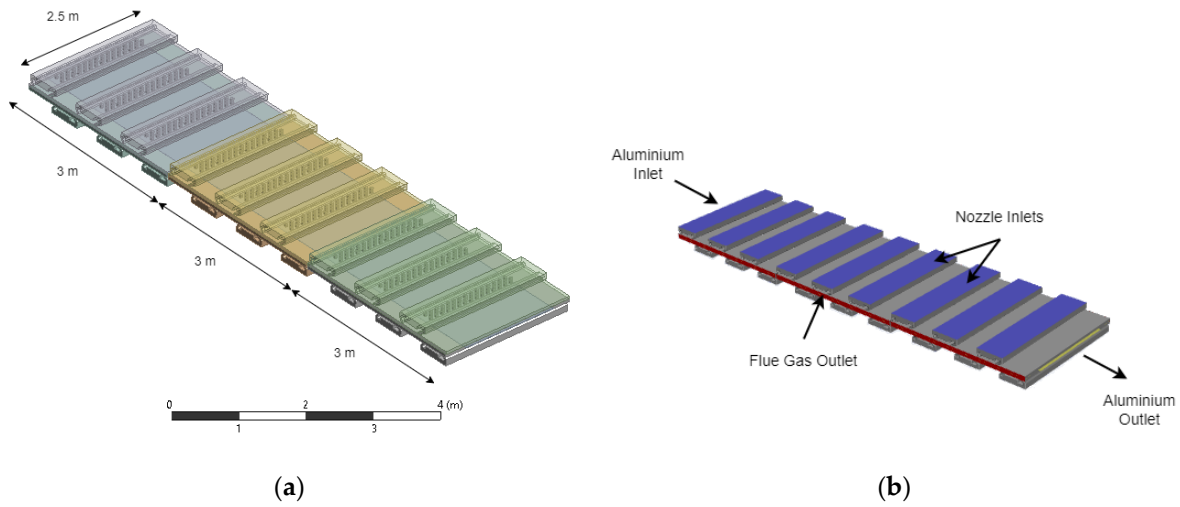 2.5 m
3 m
3 m
3 m
0
2
4 (m)
1
3
(a)
Aluminium
Inlet
Nozzle Inlets
Flue Gas Outlet
Aluminium
Outlet
(b)